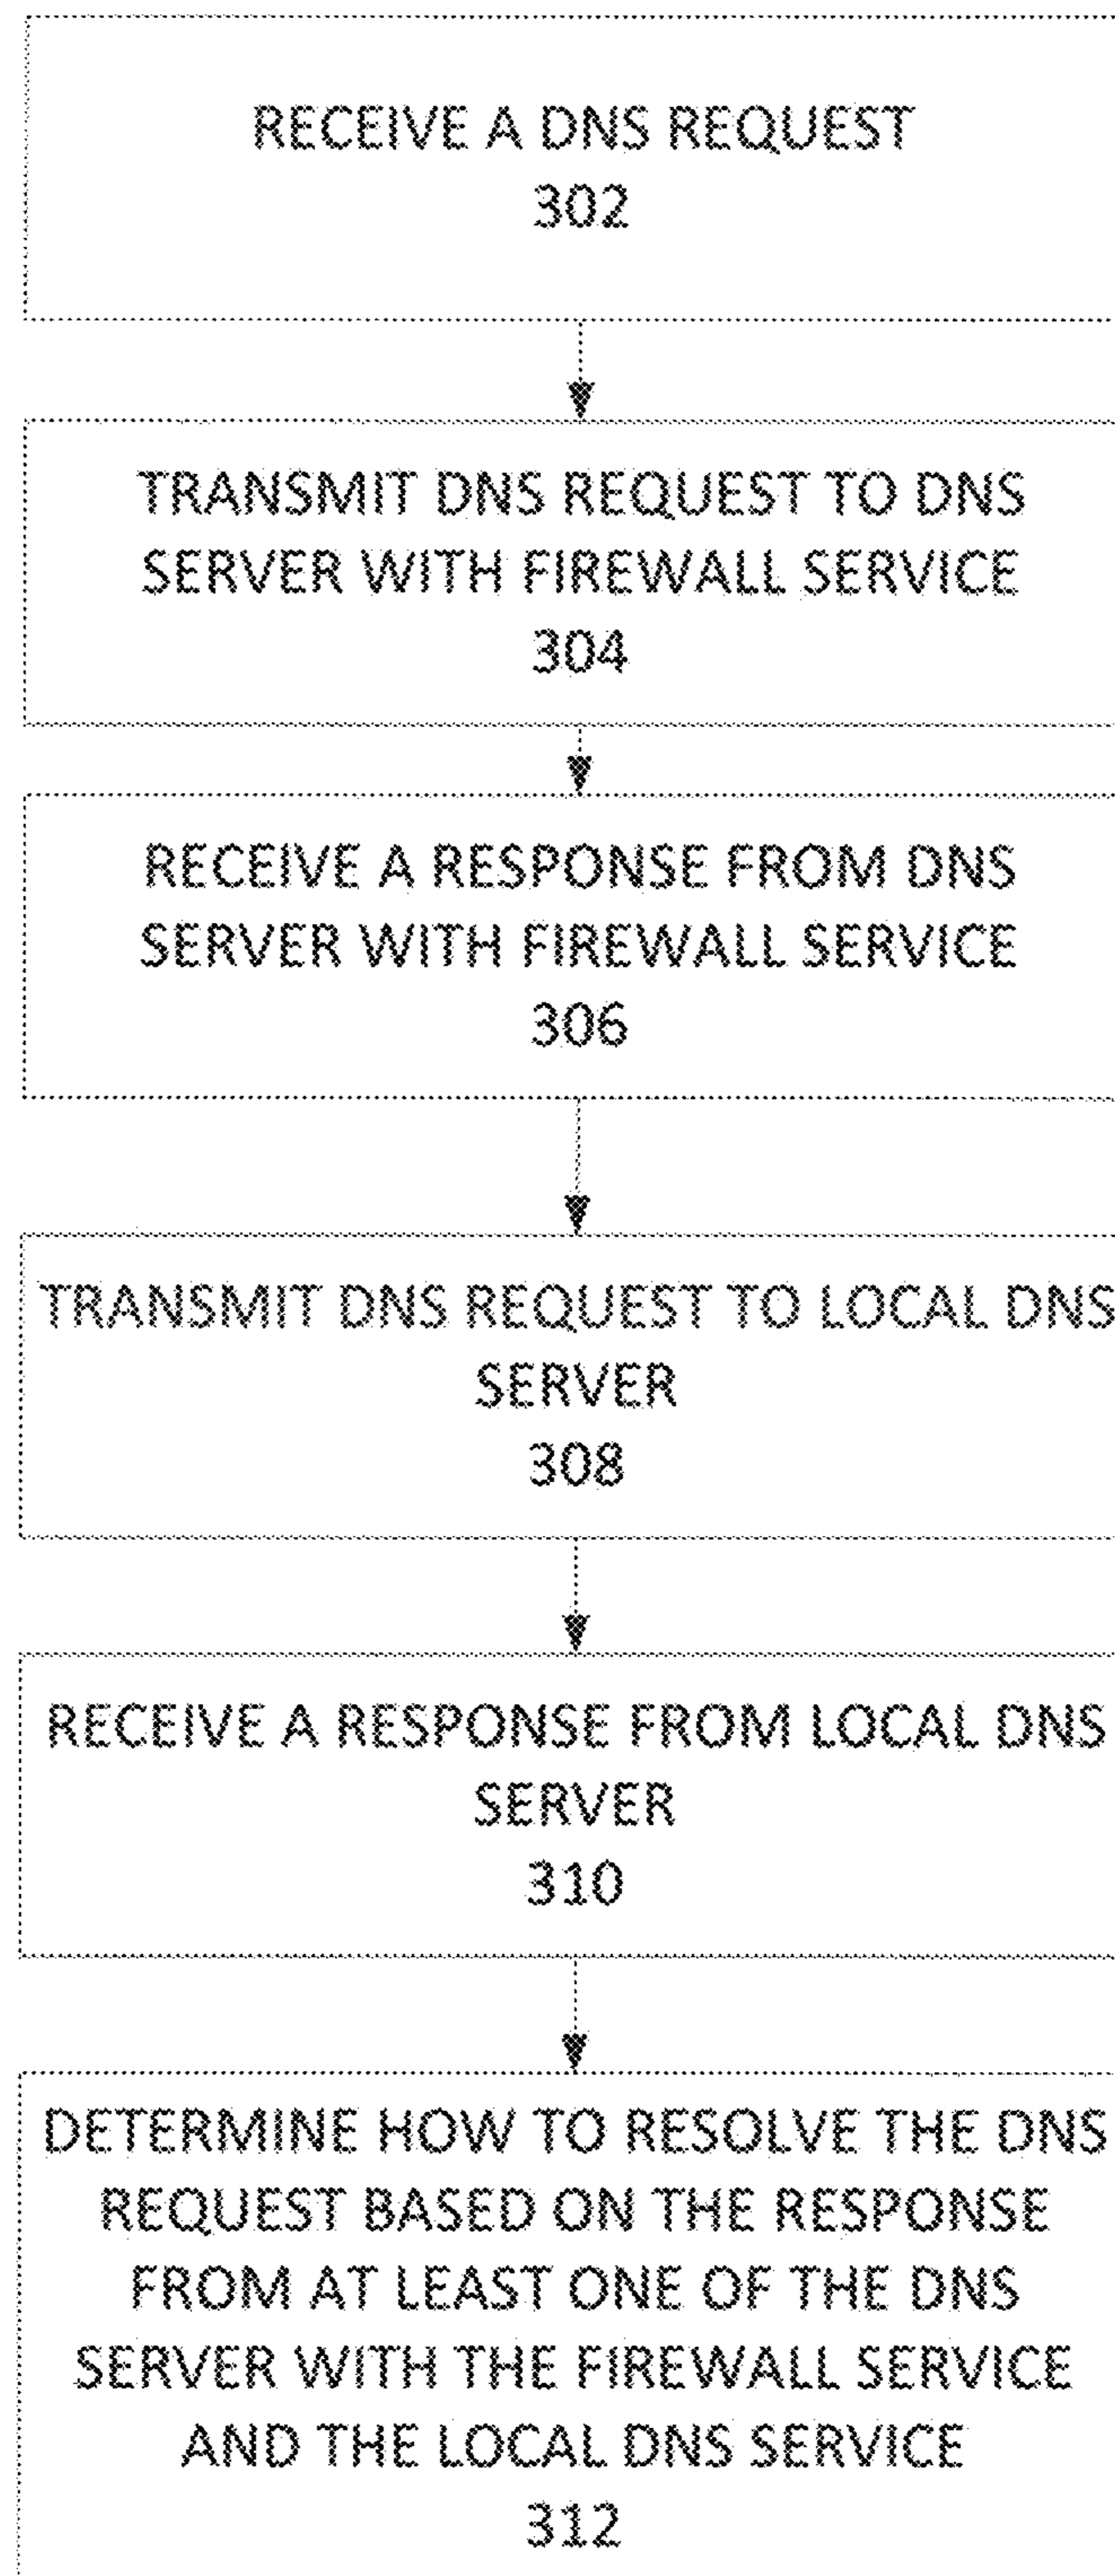 RECEIVE A DNS REQUEST
302
TRANSMIT DNS REQUEST TO DNS
SERVER WITH FIREWALL SERVICE
304
RECEIVE A RESPONSE FROM DNS
SERVER WITH FIREWALL SERVICE
306
TRANSMIT DNS REQUEST TO LOCAL DNS
SERVER
308
RECEIVE A RESPONSE FROM LOCAL DNS
SERVER
310
DETERMINE HOW TO RESOLVE THE DNS
REQUEST BASED ON THE RESPONSE
FROM AT LEAST ONE OF THE DNS
SERVER WITH THE FIREWALL SERVICE
AND THE LOCAL DNS SERVICE
312